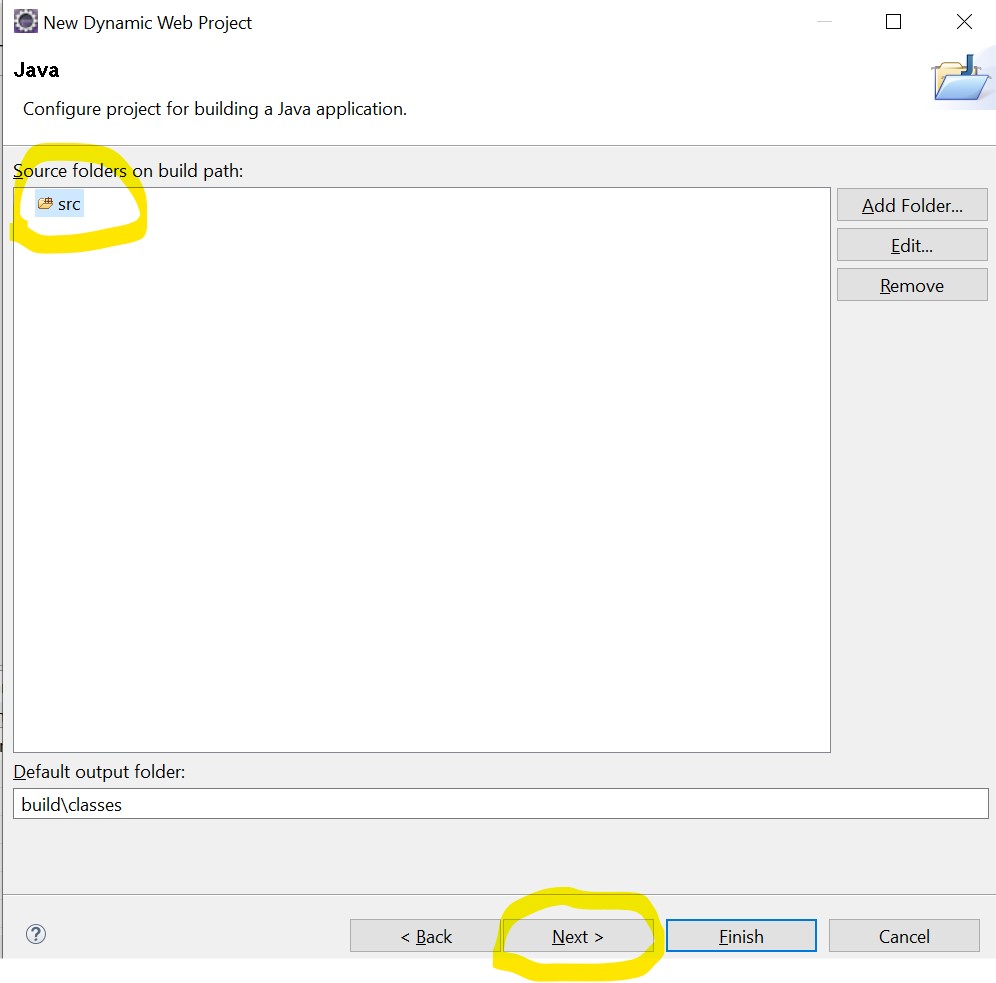 New Dynamic Web Project
Java
Configure project for building a Java application.
Source folders on build path:
src
Add Folder...
Edit...
Remove
Default output folder:
build\classes
?
< Back
Next >
Finish
Cancel